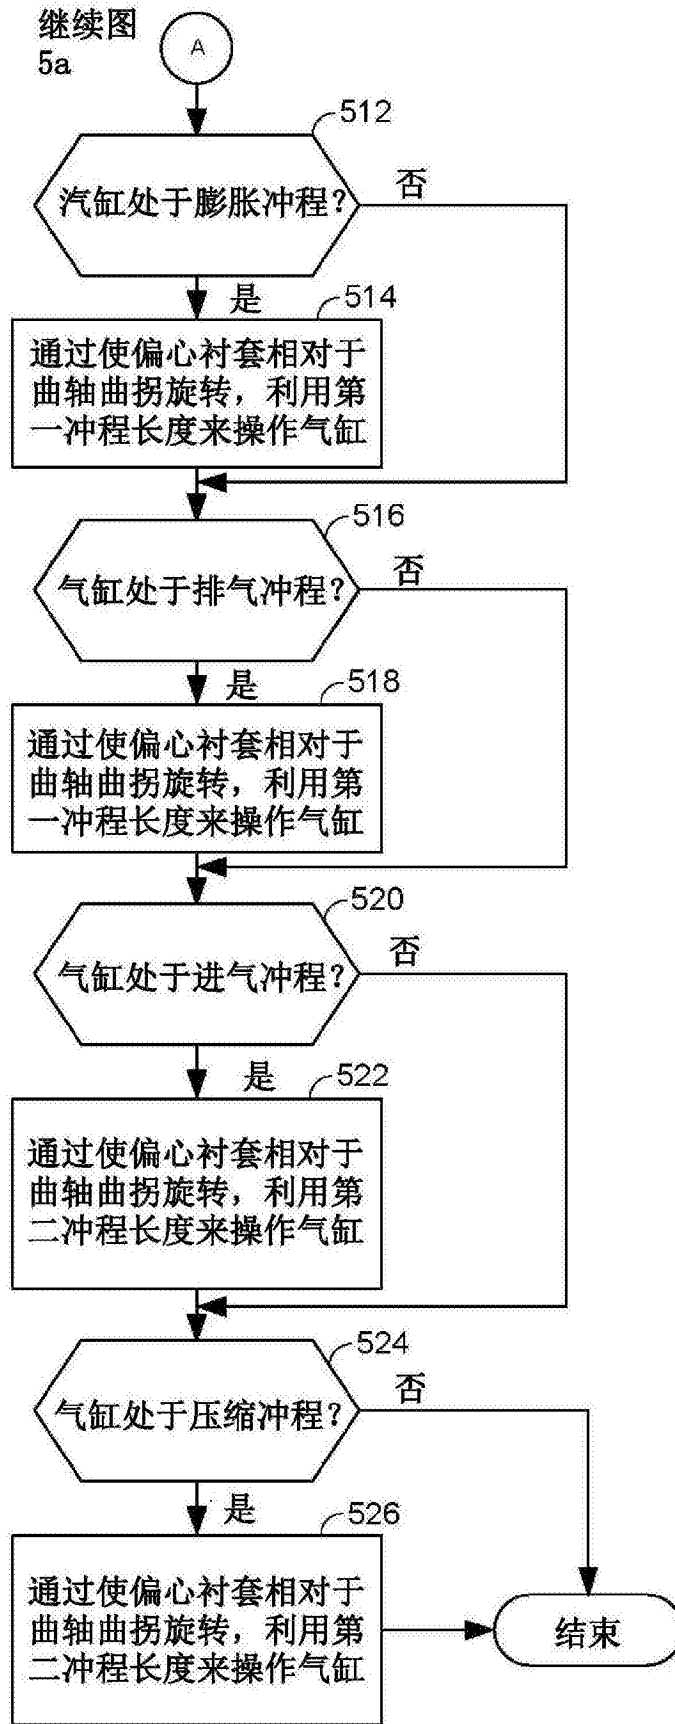 继续图
5a
A
512
汽缸处于膨胀冲程？
否
是
514
通过使偏心衬套相对于
曲轴曲拐旋转，利用第
一冲程长度来操作气缸
516
气缸处于排气冲程？
否
是
518
通过使偏心衬套相对于
曲轴曲拐旋转，利用第
一冲程长度来操作气缸
520
气缸处于进气冲程？
否
是
522
通过使偏心衬套相对于
曲轴曲拐旋转，利用第
二冲程长度来操作气缸
524
气缸处于压缩冲程？
否
是
526
通过使偏心衬套相对于
曲轴曲拐旋转，利用第
二冲程长度来操作气缸
结束